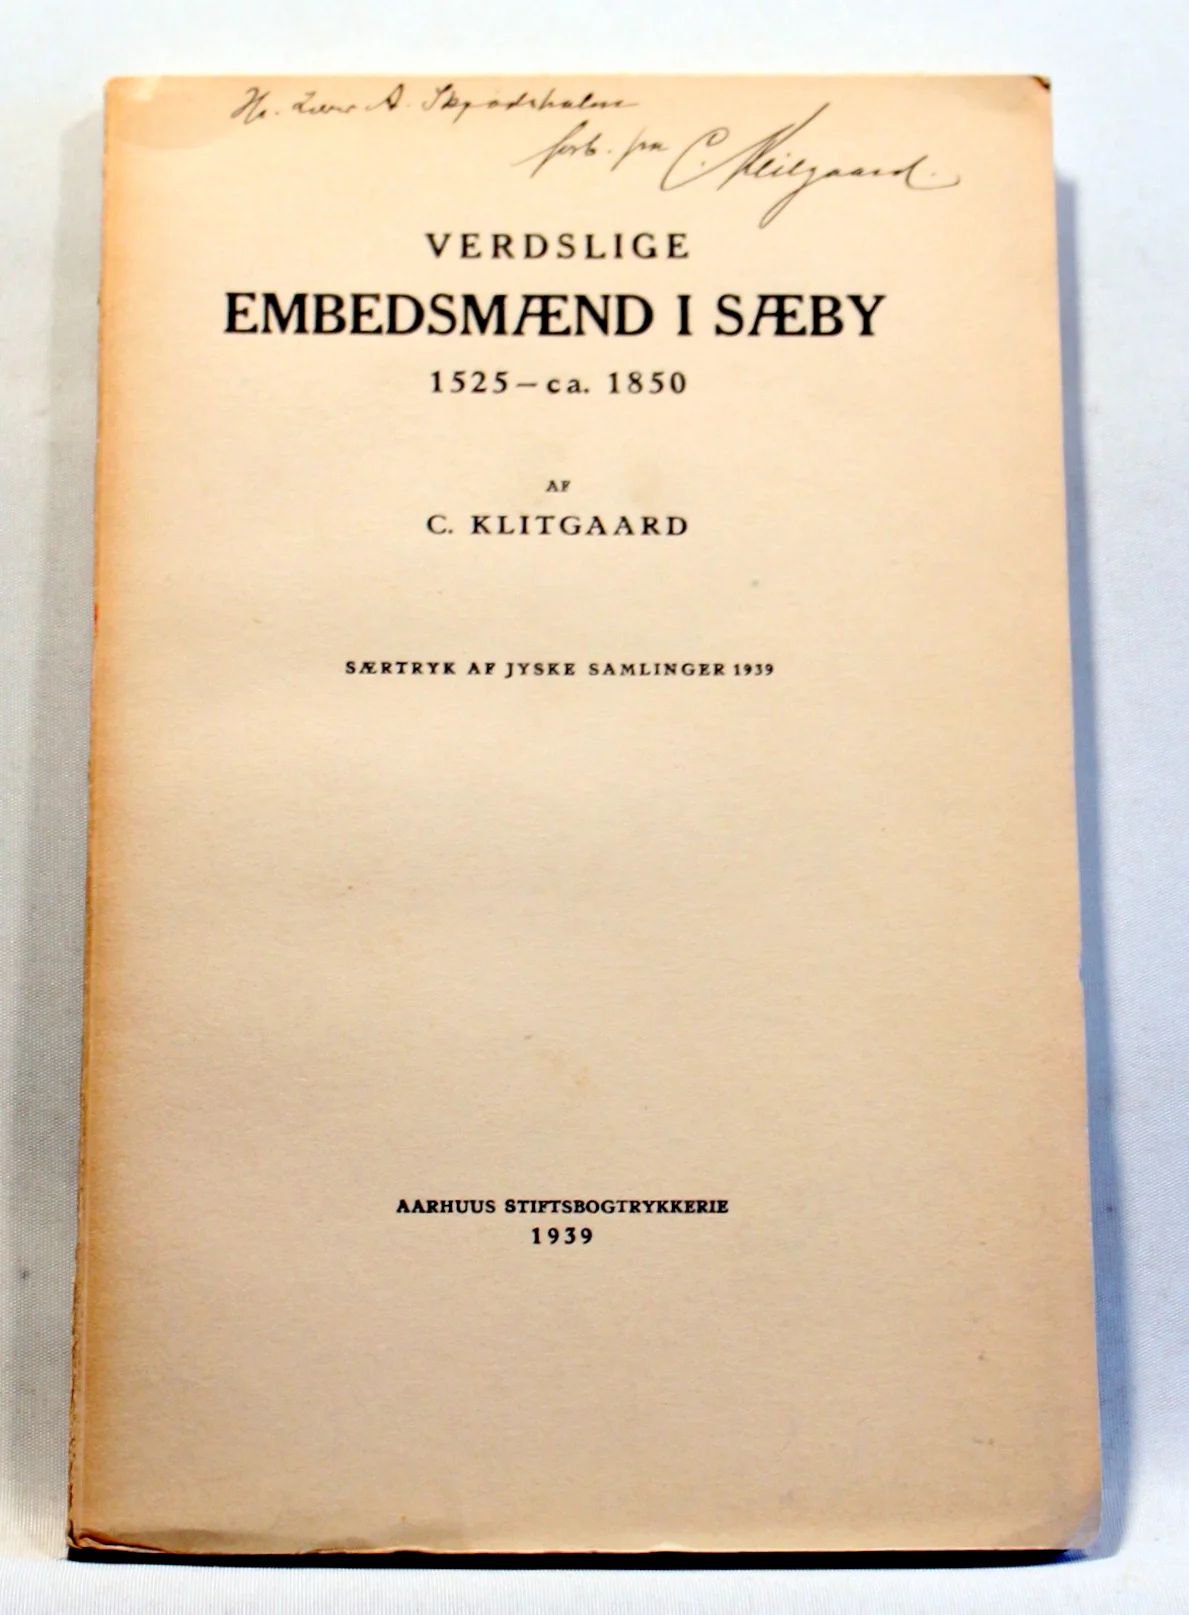 Hr. Lærer A. Skjødsholm
forb. fra C. Klitgaard.
VERDSLIGE
EMBEDSMÆND I SÆBY
1525–ca. 1850
AF
C. KLITGAARD
SÆRTRYK AF JYSKE SAMLINGER 1939
AARHUUS STIFTSBOGTRYKKERIE
1939